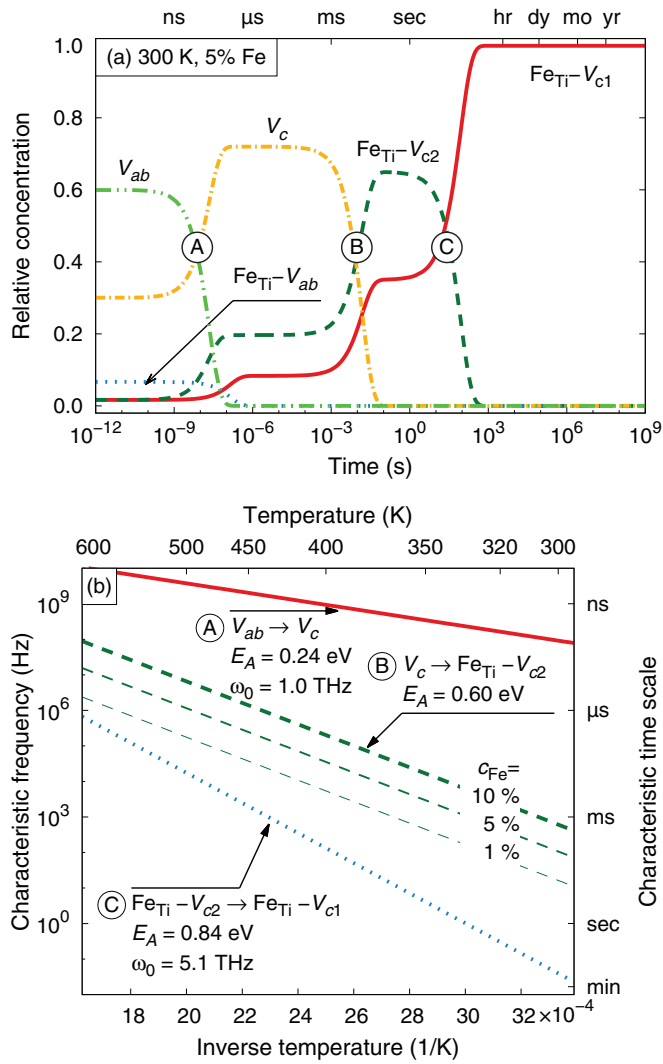 ns μs ms sec hr dy mo yr
1.0
(a) 300 K, 5% Fe
Fe_Ti−V_c1
0.8
V_c
Fe_Ti−V_c2
V_ab
0.6
A B C
0.4
Fe_Ti−V_ab
0.2
0.0
Relative concentration
10^−12 10^−9 10^−6 10^−3 10^0 10^3 10^6 10^9
Time (s)
Temperature (K)
600 500 450 400 350 320 300
(b)
10^9
ns
A V_ab → V_c
E_A = 0.24 eV
ω_0 = 1.0 THz
B V_c → Fe_Ti − V_c2
E_A = 0.60 eV
10^6
μs
c_Fe=
10 %
5 %
1 %
10^3
ms
C Fe_Ti − V_c2 → Fe_Ti − V_c1
E_A = 0.84 eV
ω_0 = 5.1 THz
10^0
sec
min
Characteristic frequency (Hz)
Characteristic time scale
18 20 22 24 26 28 30 32×10^−4
Inverse temperature (1/K)